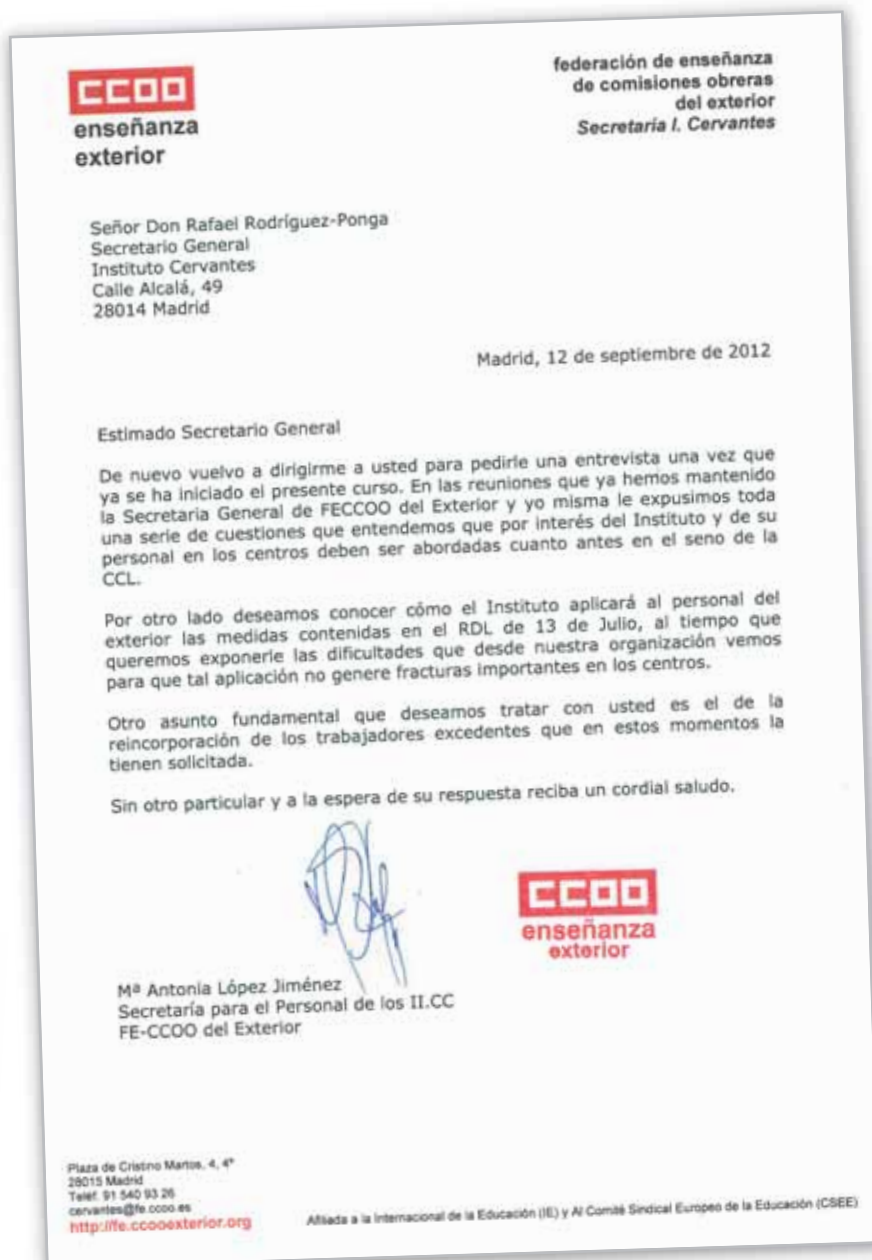 CCOO
enseñanza
exterior
federación de enseñanza
de comisiones obreras
del exterior
Secretaría I. Cervantes
Señor Don Rafael Rodríguez-Ponga
Secretario General
Instituto Cervantes
Calle Alcalá, 49
28014 Madrid
Madrid, 12 de septiembre de 2012
Estimado Secretario General
De nuevo vuelvo a dirigirme a usted para pedirle una entrevista una vez que
ya se ha iniciado el presente curso. En las reuniones que ya hemos mantenido
la Secretaria General de FECCOO del Exterior y yo misma le expusimos toda
una serie de cuestiones que entendemos que por interés del Instituto y de su
personal en los centros deben ser abordadas cuanto antes en el seno de la
CCL.
Por otro lado deseamos conocer cómo el Instituto aplicará al personal del
exterior las medidas contenidas en el RDL de 13 de Julio, al tiempo que
queremos exponerle las dificultades que desde nuestra organización vemos
para que tal aplicación no genere fracturas importantes en los centros.
Otro asunto fundamental que deseamos tratar con usted es el de la
reincorporación de los trabajadores excedentes que en estos momentos la
tienen solicitada.
Sin otro particular y a la espera de su respuesta reciba un cordial saludo.
CCOO
enseñanza
exterior
Mª Antonia López Jiménez
Secretaría para el Personal de los II.CC
FE-CCOO del Exterior
Plaza de Cristino Martos, 4, 4ª
28015 Madrid
Teléf. 91 540 93 26
cervantes@fe.ccoo.es
http://fe.ccooexterior.org
Afiliada a la Internacional de la Educación (IE) y Al Comité Sindical Europeo de la Educación (CSEE)